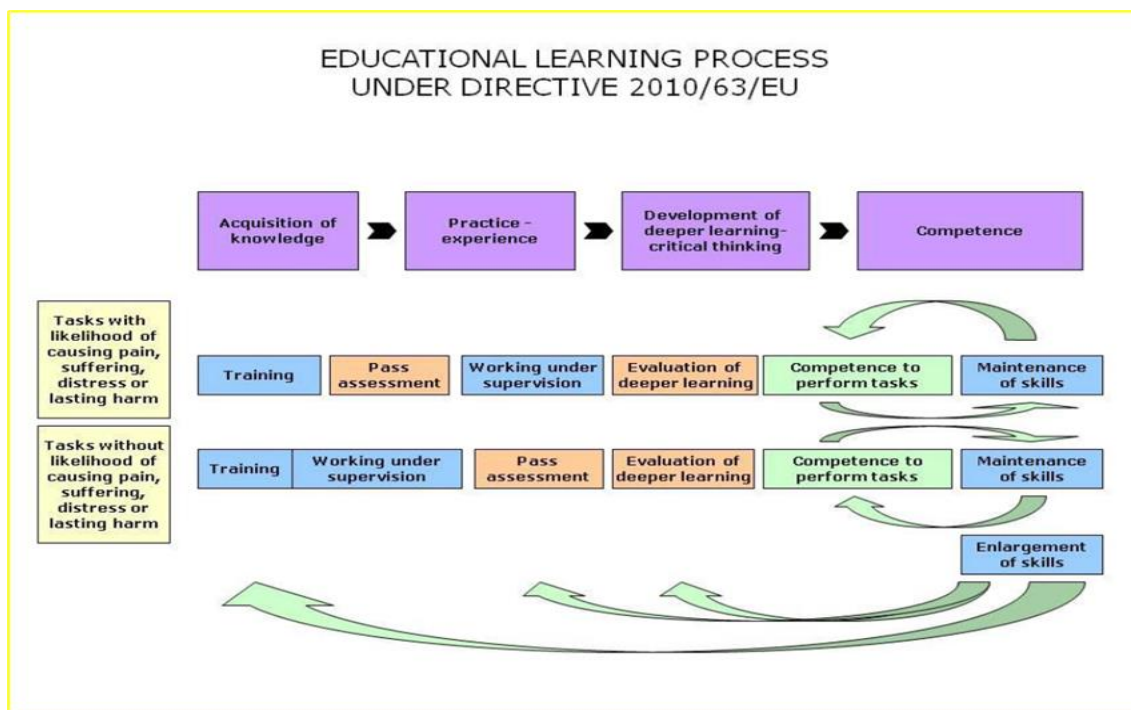 EDUCATIONAL LEARNING PROCESS
UNDER DIRECTIVE 2010/63/EU
Acquisition of
knowledge
Practice -
experience
Development of
deeper learning-
critical thinking
Competence
Tasks with
likelihood of
causing pain,
suffering,
distress or
lasting harm
Training
Pass
assessment
Working under
supervision
Evaluation of
deeper learning
Competence to
perform tasks
Maintenance
of skills
Tasks without
likelihood of
causing pain,
suffering,
distress or
lasting harm
Training
Working under
supervision
Pass
assessment
Evaluation of
deeper learning
Competence to
perform tasks
Maintenance
of skills
Enlargement
of skills